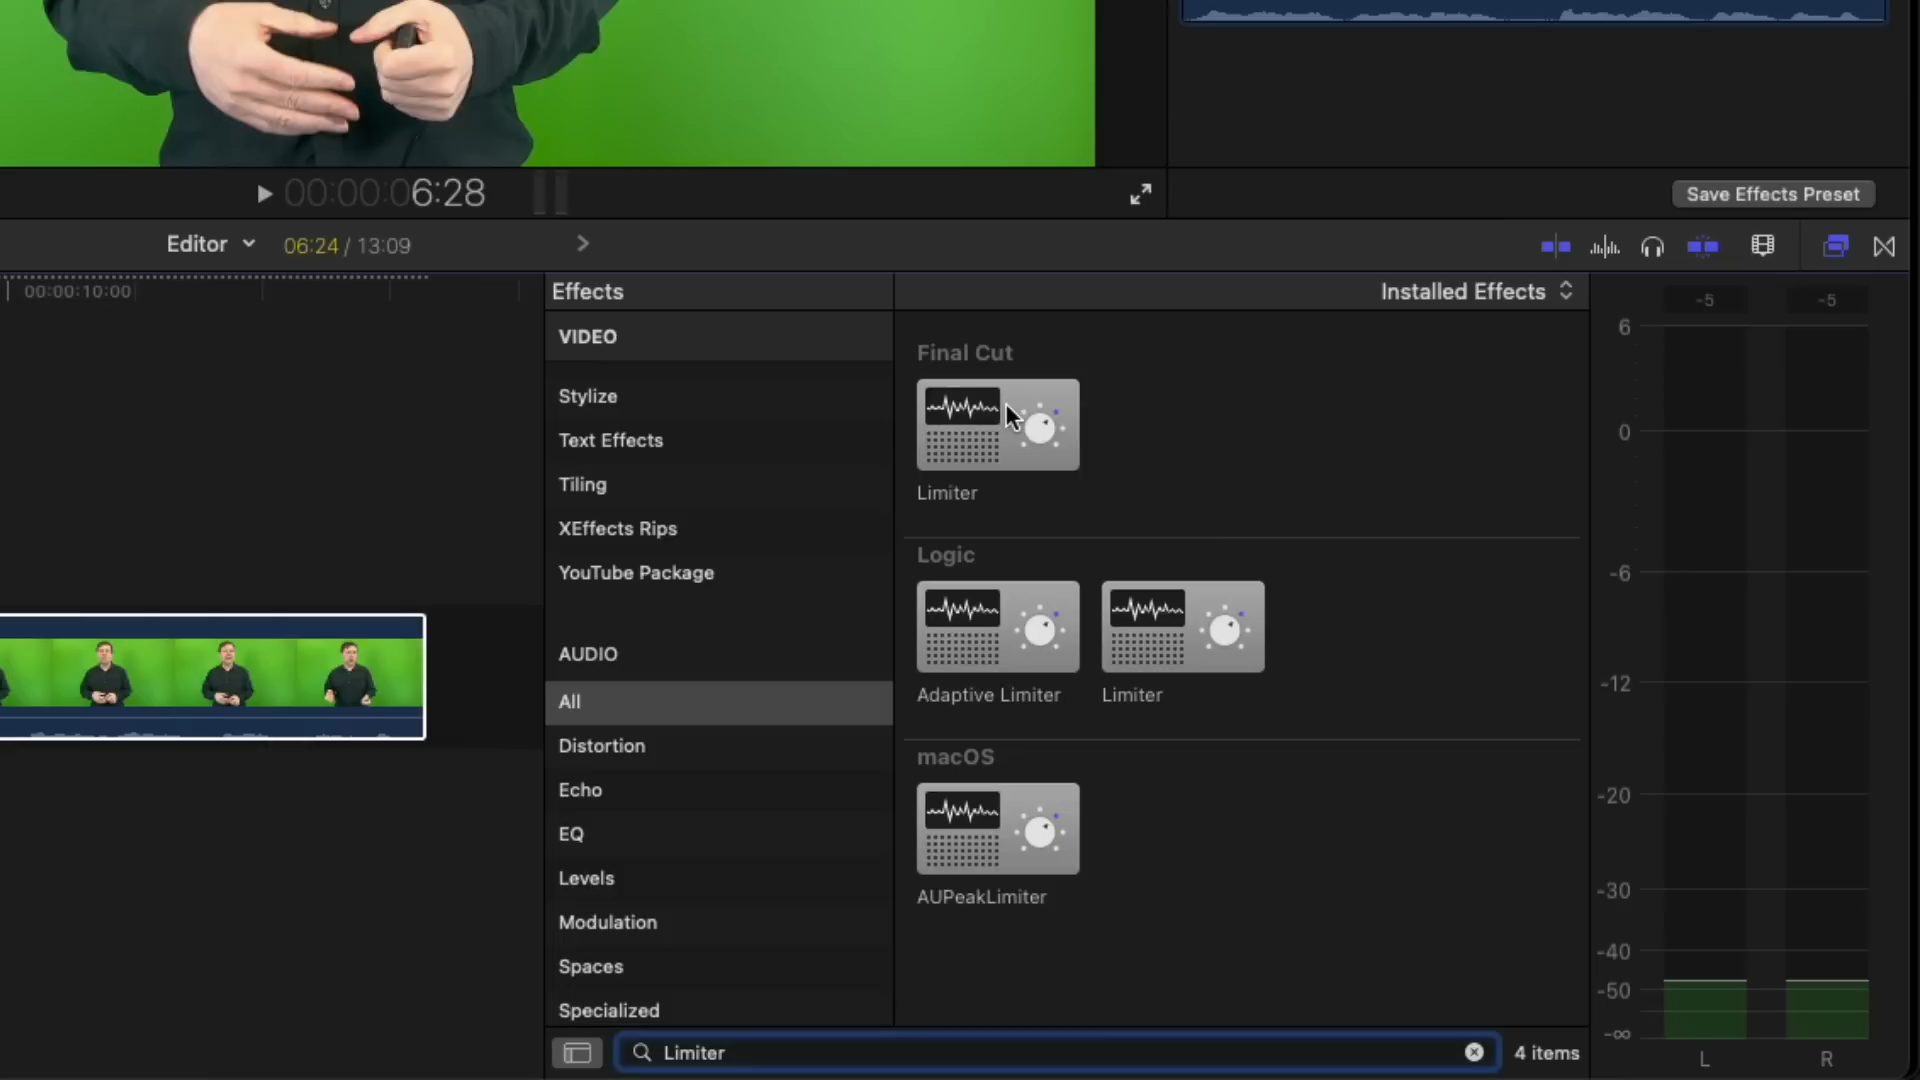 00:00:06:28
Save Effects Preset
Editor
06:24 / 13:09
00:00:10:00
Effects
Installed Effects
VIDEO
Stylize
Text Effects
Tiling
XEffects Rips
YouTube Package
AUDIO
All
Distortion
Echo
EQ
Levels
Modulation
Spaces
Specialized
Final Cut
Limiter
Logic
Adaptive Limiter
Limiter
macOS
AUPeakLimiter
Limiter
4 items
-5
-5
6
0
-6
-12
-20
-30
-40
-50
-∞
L
R